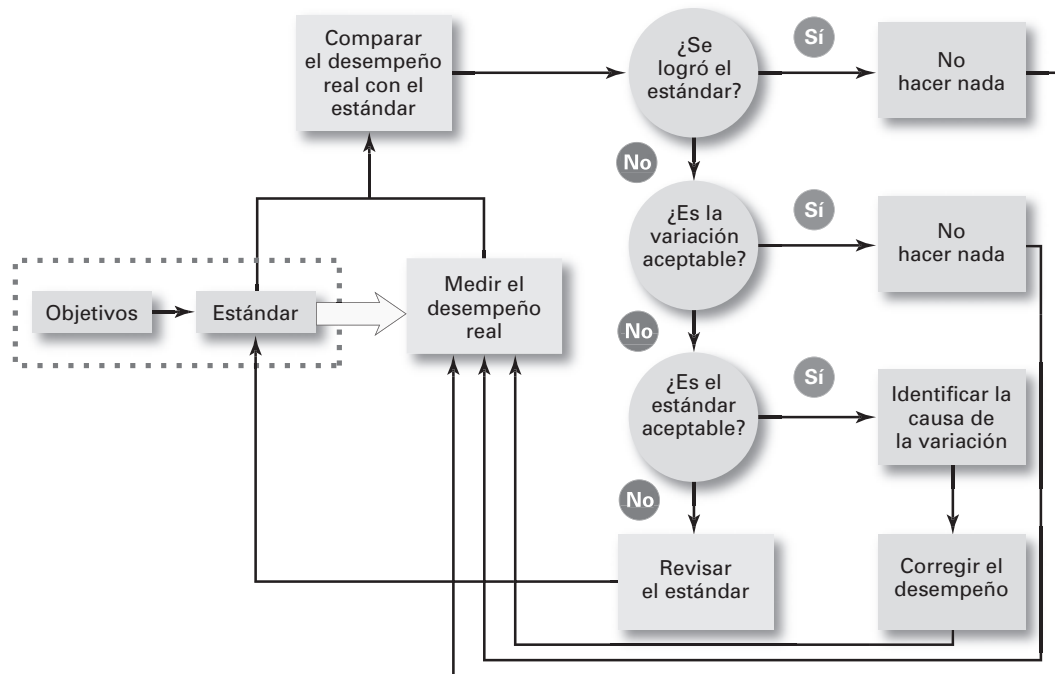 Comparar
el desempeño
real con el
estándar
¿Se
logró el
estándar?
Sí
No
hacer nada
No
¿Es la
variación
aceptable?
Sí
No
hacer nada
Objetivos
Estándar
Medir el
desempeño
real
No
¿Es el
estándar
aceptable?
Sí
Identificar la
causa de
la variación
No
Revisar
el estándar
Corregir el
desempeño